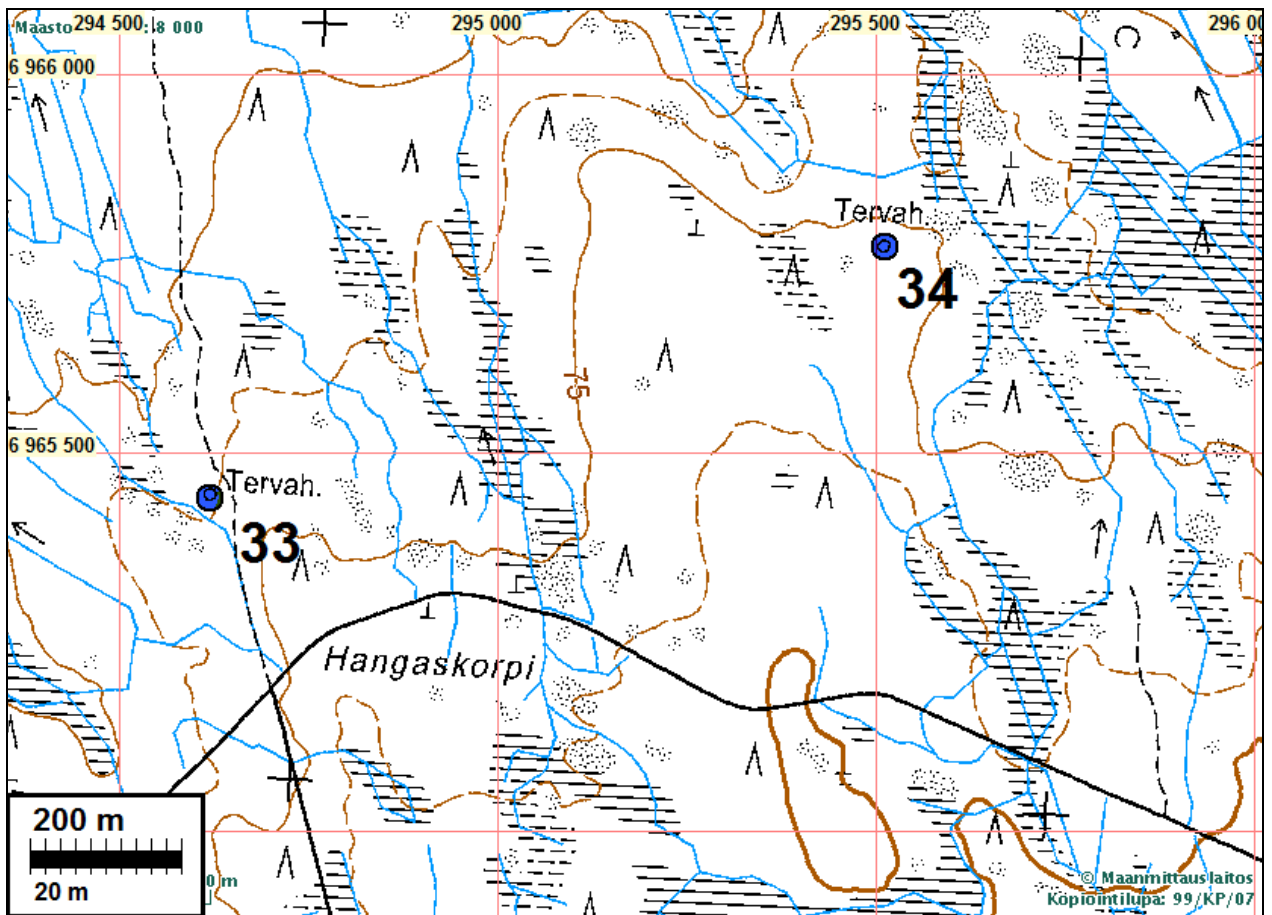 294 500
295 000
295 500
296 0
Maasto : 8 000
6 966 000
Tervah.
34
75
6 965 500
Tervah.
33
Hangaskorpi
200 m
20 m
0 m
© Maanmittauslaitos
Kopiointilupa: 99/KP/07